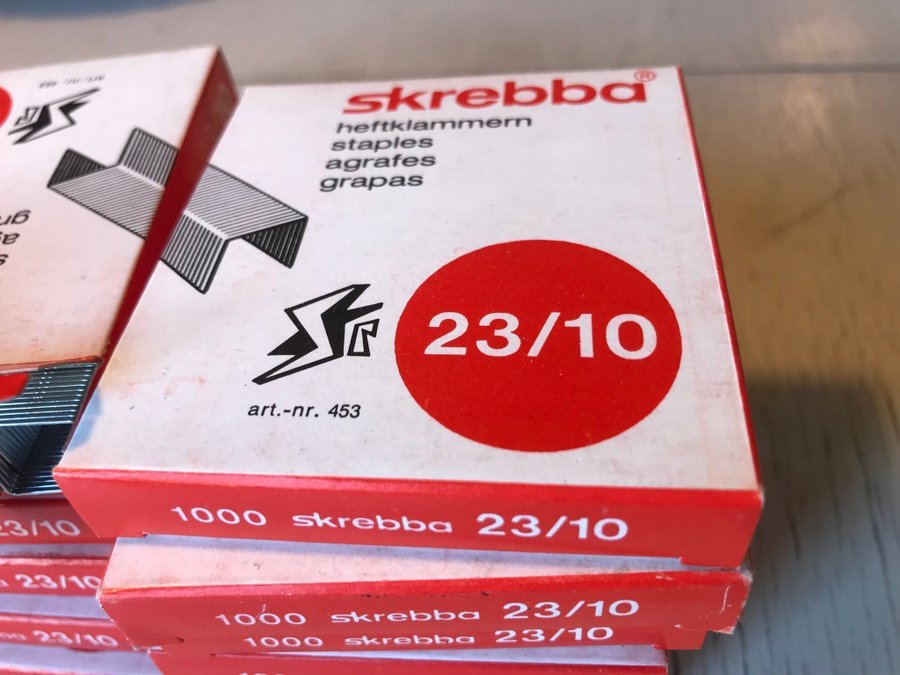 skrebba®
heftklammern
staples
agrafes
grapas
23/10
art.-nr. 453
1000 skrebba 23/10
1000 skrebba 23/10
1000 skrebba 23/10
23/10
23/10
23/10